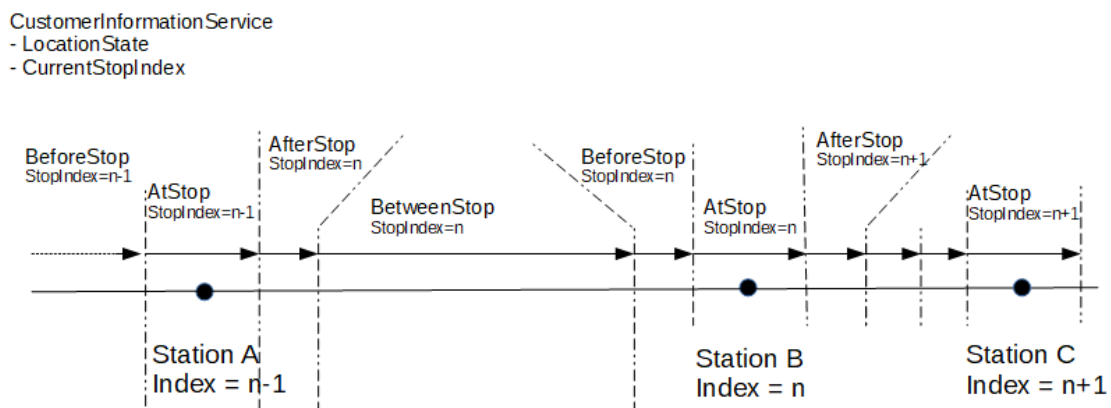 CustomerInformationService
- LocationState
- CurrentStopIndex
BeforeStop
StopIndex=n-1
AtStop
StopIndex=n-1
AfterStop
StopIndex=n
BetweenStop
StopIndex=n
BeforeStop
StopIndex=n
AtStop
StopIndex=n
AfterStop
StopIndex=n+1
AtStop
StopIndex=n+1
Station A
Index = n-1
Station B
Index = n
Station C
Index = n+1